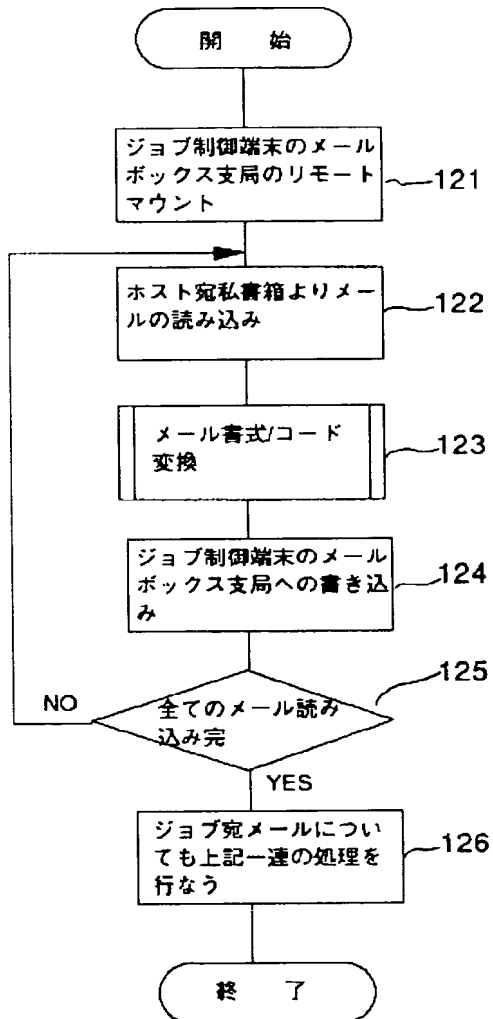 開 始
ジョブ制御端末のメール
ボックス支局のリモート
マウント
121
ホスト宛私書箱よりメー
ルの読み込み
122
メール書式/コード
変換
123
ジョブ制御端末のメール
ボックス支局への書き込
み
124
125
全てのメール読み
込み完
NO
YES
ジョブ宛メールについ
ても上記一連の処理を
行なう
126
終 了